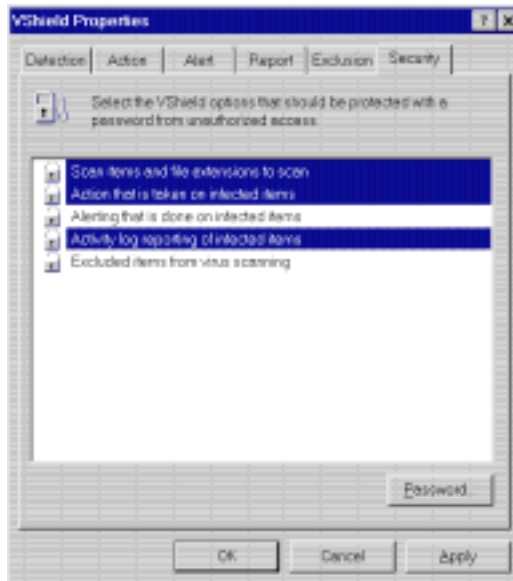 VShield Properties
? X
Detection Action Alert Report Exclusion Security
Select the VShield options that should be protected with a
password from unauthorized access.
Scan items and file extensions to scan
Action that is taken on infected items
Alerting that is done on infected items
Activity log reporting of infected items
Excluded items from virus scanning
Password...
OK Cancel Apply